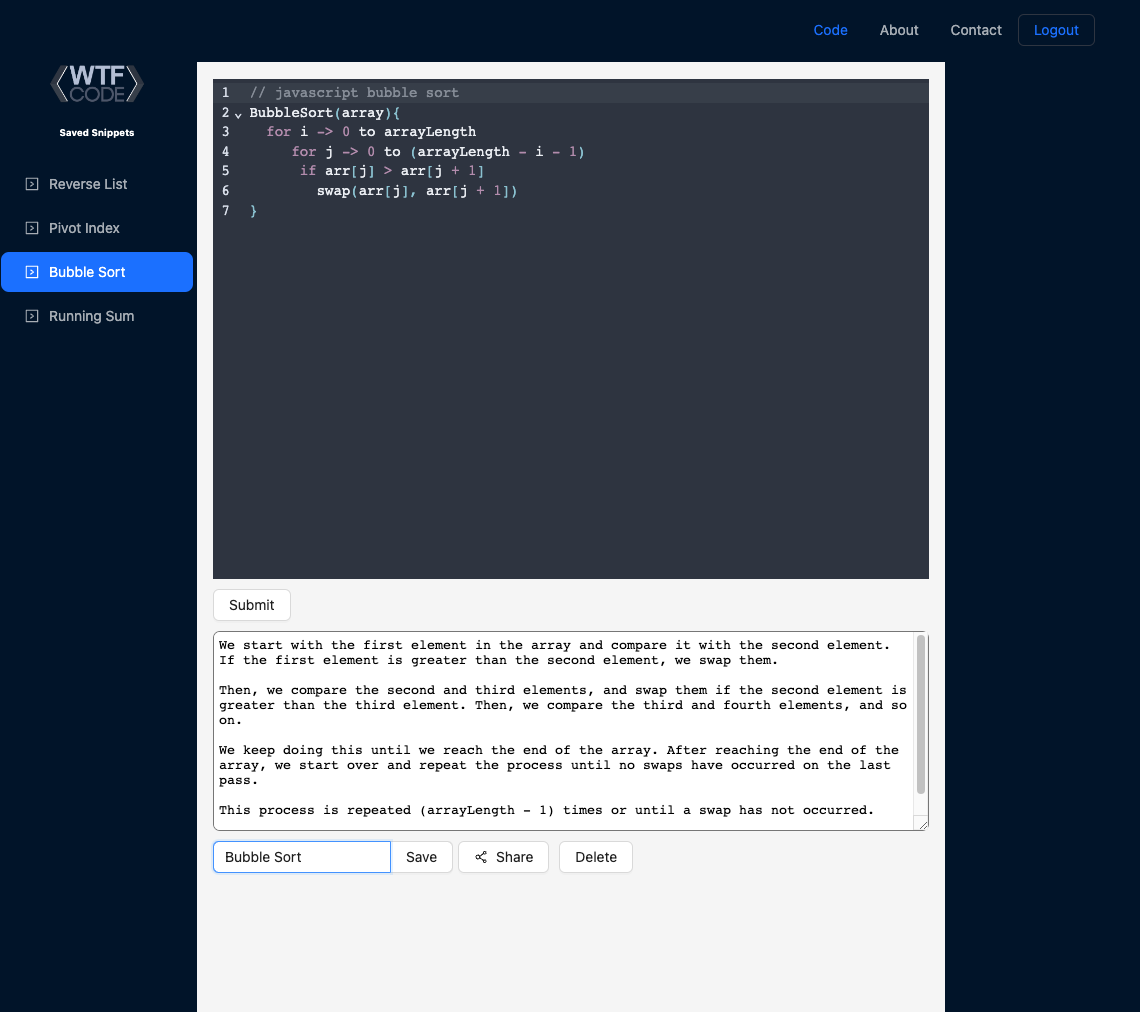 Code About Contact Logout
WTF
CODE
Saved Snippets
Reverse List
Pivot Index
Bubble Sort
Running Sum
1 // javascript bubble sort
2 BubbleSort(array){
3 for i -> 0 to arrayLength
4 for j -> 0 to (arrayLength - i - 1)
5 if arr[j] > arr[j + 1]
6 swap(arr[j], arr[j + 1])
7 }
Submit
We start with the first element in the array and compare it with the second element.
If the first element is greater than the second element, we swap them.
Then, we compare the second and third elements, and swap them if the second element is
greater than the third element. Then, we compare the third and fourth elements, and so
on.
We keep doing this until we reach the end of the array. After reaching the end of the
array, we start over and repeat the process until no swaps have occurred on the last
pass.
This process is repeated (arrayLength - 1) times or until a swap has not occurred.
Bubble Sort Save Share Delete